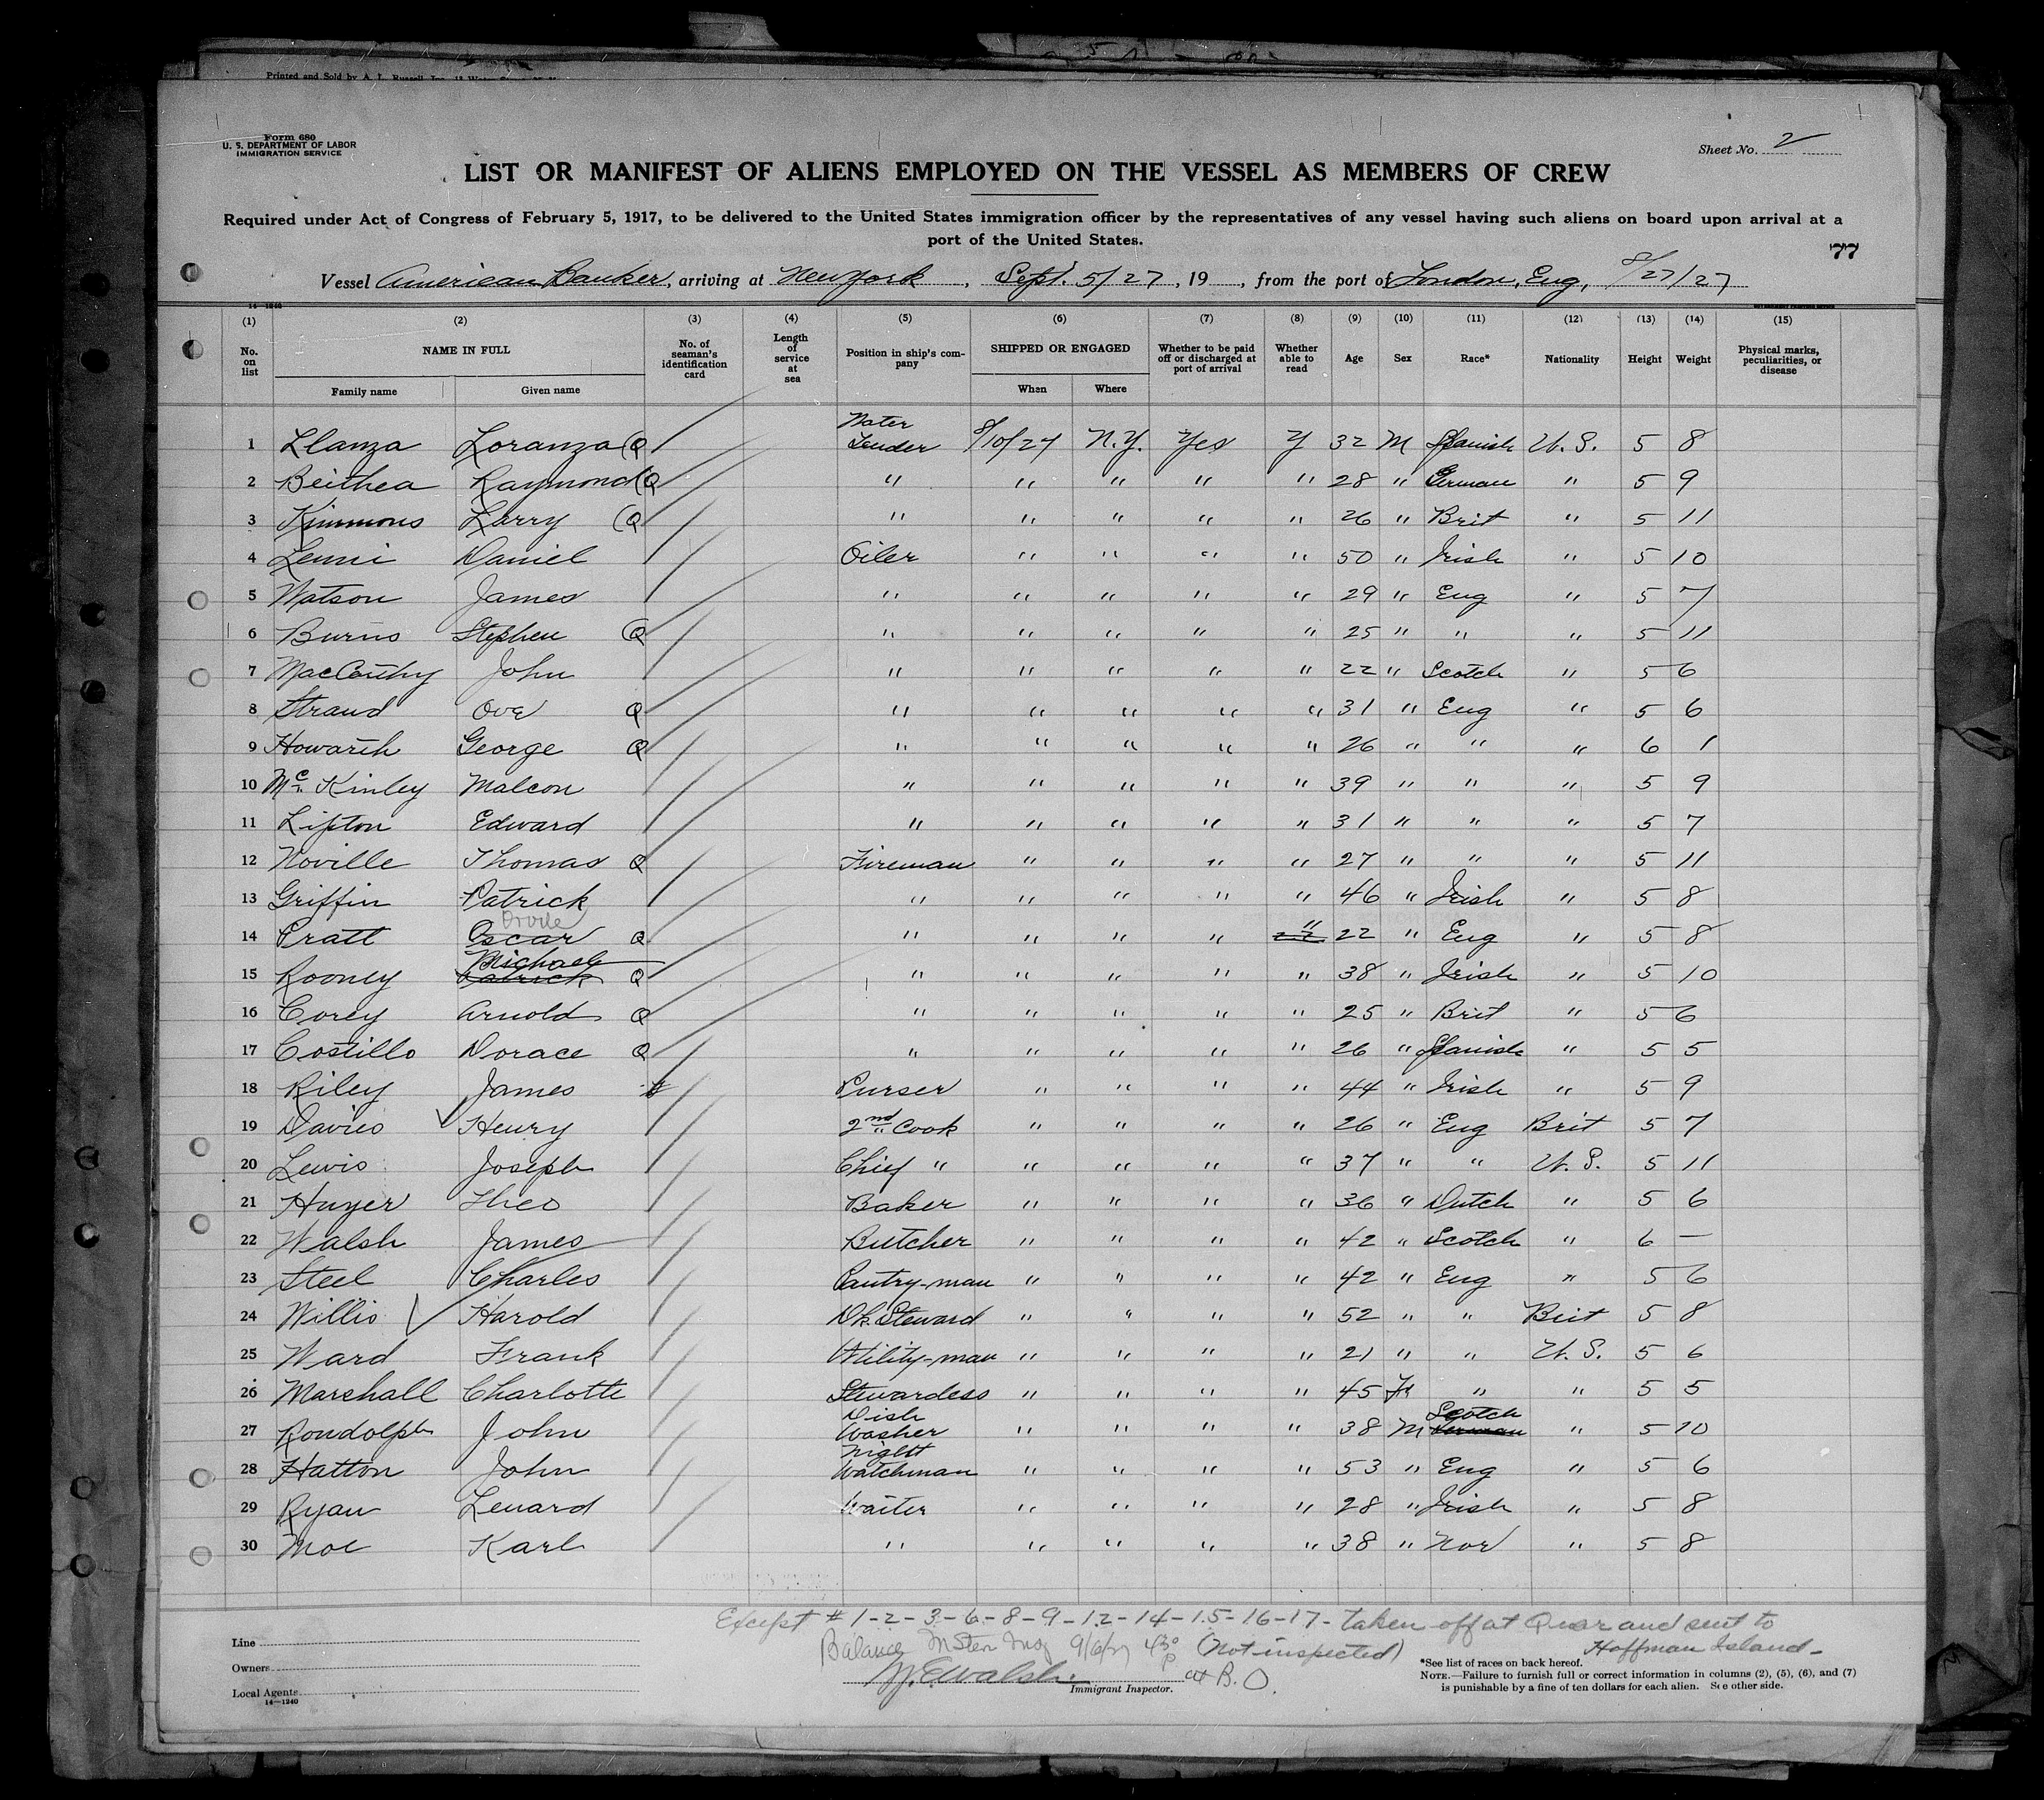 Printed and Sold by A. L. Russell, Inc.
Form 680
U. S. DEPARTMENT OF LABOR
IMMIGRATION SERVICE
Sheet No. 2
LIST OR MANIFEST OF ALIENS EMPLOYED ON THE VESSEL AS MEMBERS OF CREW
Required under Act of Congress of February 5, 1917, to be delivered to the United States immigration officer by the representatives of any vessel having such aliens on board upon arrival at a
port of the United States.
77
Vessel American Banker, arriving at New York, Sept. 5/27, 19, from the port of London, Eng, 8/27/27
14-1240
(1) (2) (3) (4) (5) (6) (7) (8) (9) (10) (11) (12) (13) (14) (15)
No. on list NAME IN FULL No. of seaman's identification card Length of service at sea Position in ship's company SHIPPED OR ENGAGED Whether to be paid off or discharged at port of arrival Whether able to read Age Sex Race* Nationality Height Weight Physical marks, peculiarities, or disease
Family name Given name When Where
1 Llanza Loranza Q Water Tender 8/10/27 N.Y. Yes Y 32 M Spanish U.S. 5 8
2 Beithea Raymond Q " " " " " 28 " German " 5 9
3 Kimmons Larry Q " " " " " 26 " Brit " 5 11
4 Lenni Daniel Oiler " " " " 50 " Irish " 5 10
5 Watson James " " " " " 29 " Eng " 5 7
6 Burns Stephen Q " " " " " 25 " " " 5 11
7 MacCarthy John " " " " " 22 " Scotch " 5 6
8 Strand Ove Q " " " " " 31 " Eng " 5 6
9 Howarth George Q " " " " " 26 " " " 6 1
10 Mc Kinley Malcon " " " " " 39 " " " 5 9
11 Lipton Edward " " " " " 31 " " " 5 7
12 Noville Thomas Q Fireman " " " " 27 " " " 5 11
13 Griffin Patrick " " " " " 46 " Irish " 5 8
14 Pratt Oscar Orvile Q " " " " " 22 " Eng " 5 8
15 Rooney Patrick Michael Q " " " " " 38 " Irish " 5 10
16 Corey Arnold Q " " " " " 25 " Brit " 5 6
17 Costillo Dorace Q " " " " " 26 " Spanish " 5 5
18 Riley James Purser " " " " 44 " Irish " 5 9
19 Davies Henry 2nd Cook " " " " 26 " Eng Brit 5 7
20 Lewis Joseph Chief " " " " " 37 " " U.S. 5 11
21 Huyer Theo Baker " " " " 36 " Dutch " 5 6
22 Walsh James Butcher " " " " 42 " Scotch " 6 —
23 Steel Charles Pantry-man " " " " 42 " Eng " 5 6
24 Willis Harold Dk. Steward " " " " 52 " " Brit 5 8
25 Ward Frank Utility-man " " " " 21 " " U.S. 5 6
26 Marshall Charlotte Stewardess " " " " 45 " " 5 5
27 Rondolph John Dish Washer " " " " 38 M German Scotch " 5 10
28 Hatton John Night Watchman " " " " 53 " Eng " 5 6
29 Ryan Lenard Waiter " " " " 28 " Irish " 5 8
30 Moe Karl " " " " " 38 " Nor " 5 8
Except # 1-2-3-6-8-9-12-14-15-16-17- taken off at Quar and sent to
Hoffman Island-
Balance 9/6/27 430 p (not inspected)
at B.O.
Line
Owners
Local Agents
14-1240
W. E. Walsh
Immigrant Inspector.
*See list of races on back hereof.
NOTE.—Failure to furnish full or correct information in columns (2), (5), (6), and (7)
is punishable by a fine of ten dollars for each alien. See other side.